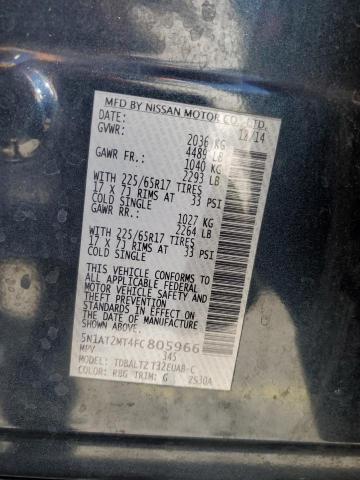 MFD BY NISSAN MOTOR CO., LTD.
DATE: 12/14
GVWR: 2036 KG
4489 LB
GAWR FR.: 1040 KG
2293 LB
WITH 225/65R17 TIRES
17 X 7J RIMS AT 33 PSI
COLD SINGLE
GAWR RR.: 1027 KG
2264 LB
WITH 225/65R17 TIRES
17 X 7J RIMS AT 33 PSI
COLD SINGLE
THIS VEHICLE CONFORMS TO
ALL APPLICABLE FEDERAL
MOTOR VEHICLE SAFETY AND
THEFT PREVENTION
STANDARDS IN EFFECT ON
THE DATE OF MANUFACTURE
SHOWN ABOVE.
5N1AT2MT4FC805966
MPV 345
MODEL: TDBALTZ T32EUAB-C
COLOR: RBG TRIM: G 2S30A